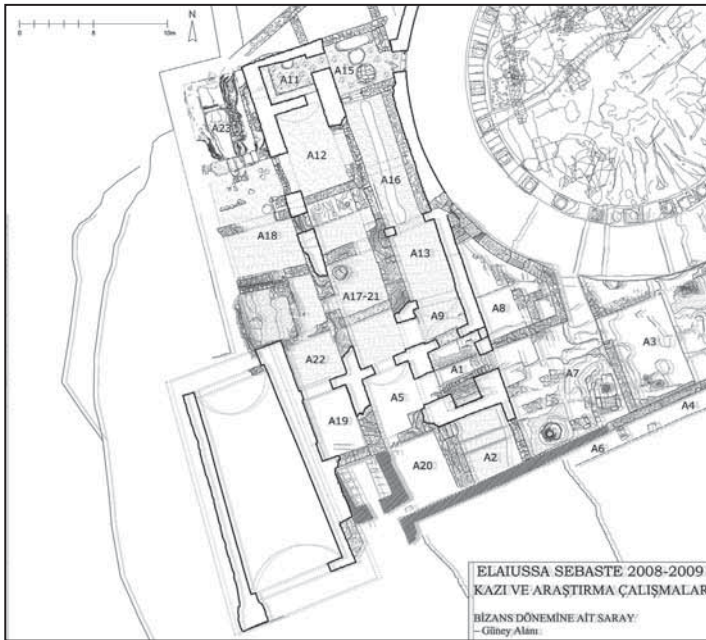 0 5 10m
N
A11
A15
A23
A12
A16
A18
A13
A17-21
A9
A8
A22
A1
A3
A7
A5
A4
A19
A6
A20
A2
ELAIUSSA SEBASTE 2008-2009
KAZI VE ARAŞTIRMA ÇALIŞMALAR
BİZANS DÖNEMİNE AİT SARAY
– Güney Alanı